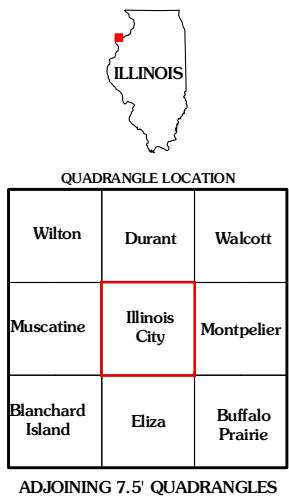 ILLINOIS
QUADRANGLE LOCATION
Wilton
Durant
Walcott
Muscatine
Illinois
City
Montpelier
Blanchard
Island
Eliza
Buffalo
Prairie
ADJOINING 7.5' QUADRANGLES